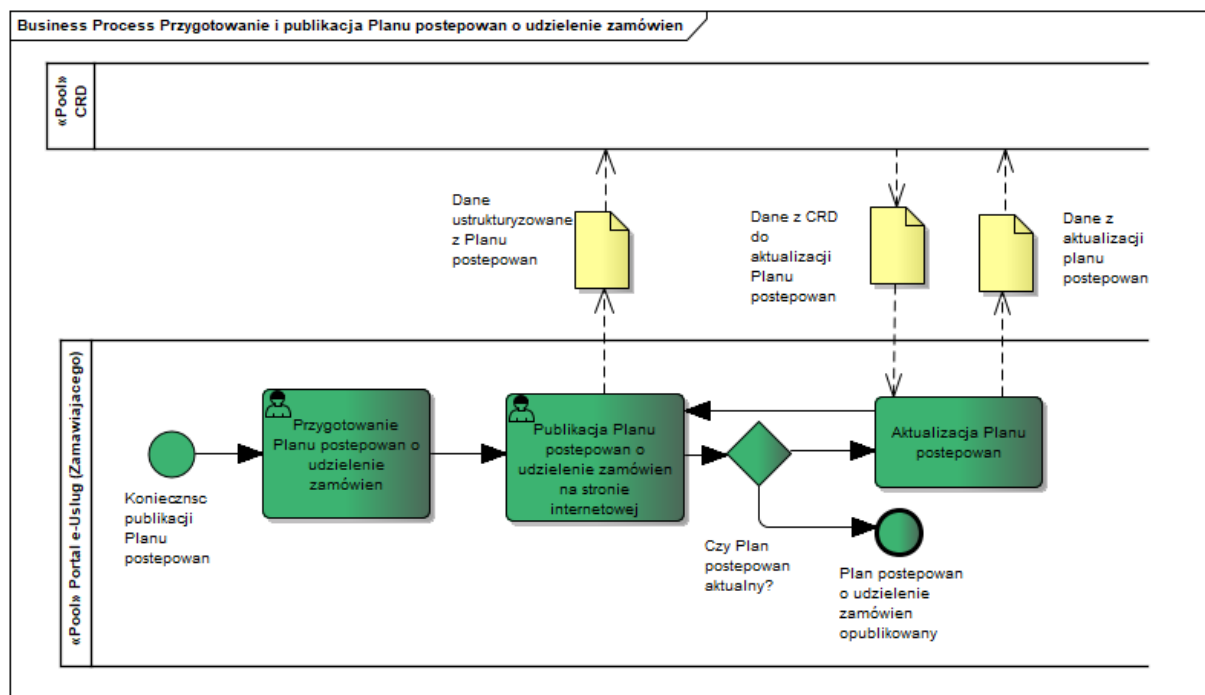 Business Process Przygotowanie i publikacja Planu postepowan o udzielenie zamówien
«Pool»
CRD
Dane
ustrukturyzowane
z Planu
postepowan
Dane z CRD
do
aktualizacji
Planu
postepowan
Dane z
aktualizacji
planu
postepowan
«Pool» Portal e-Uslug (Zamawiajacego)
Przygotowanie
Planu postepowan o
udzielenie
zamówien
Publikacja Planu
postepowan o
udzielenie zamówien
na stronie
internetowej
Aktualizacja Planu
postepowan
Koniecznsc
publikacji
Planu
postepowan
Czy Plan
postepowan
aktualny?
Plan postepowan
o udzielenie
zamówien
opublikowany